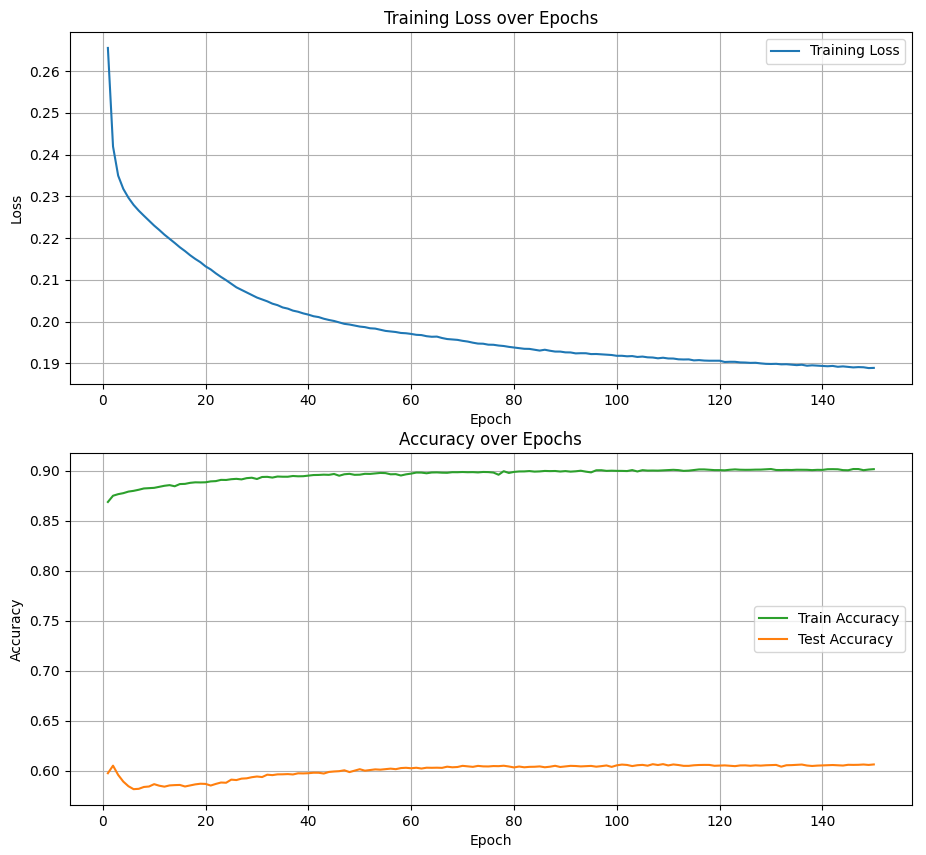 Training Loss over Epochs
Training Loss
0.26
0.25
0.24
0.23
0.22
0.21
0.20
0.19
Loss
0 20 40 60 80 100 120 140
Epoch
Accuracy over Epochs
0.90
0.85
0.80
0.75
0.70
0.65
0.60
Accuracy
Train Accuracy
Test Accuracy
0 20 40 60 80 100 120 140
Epoch